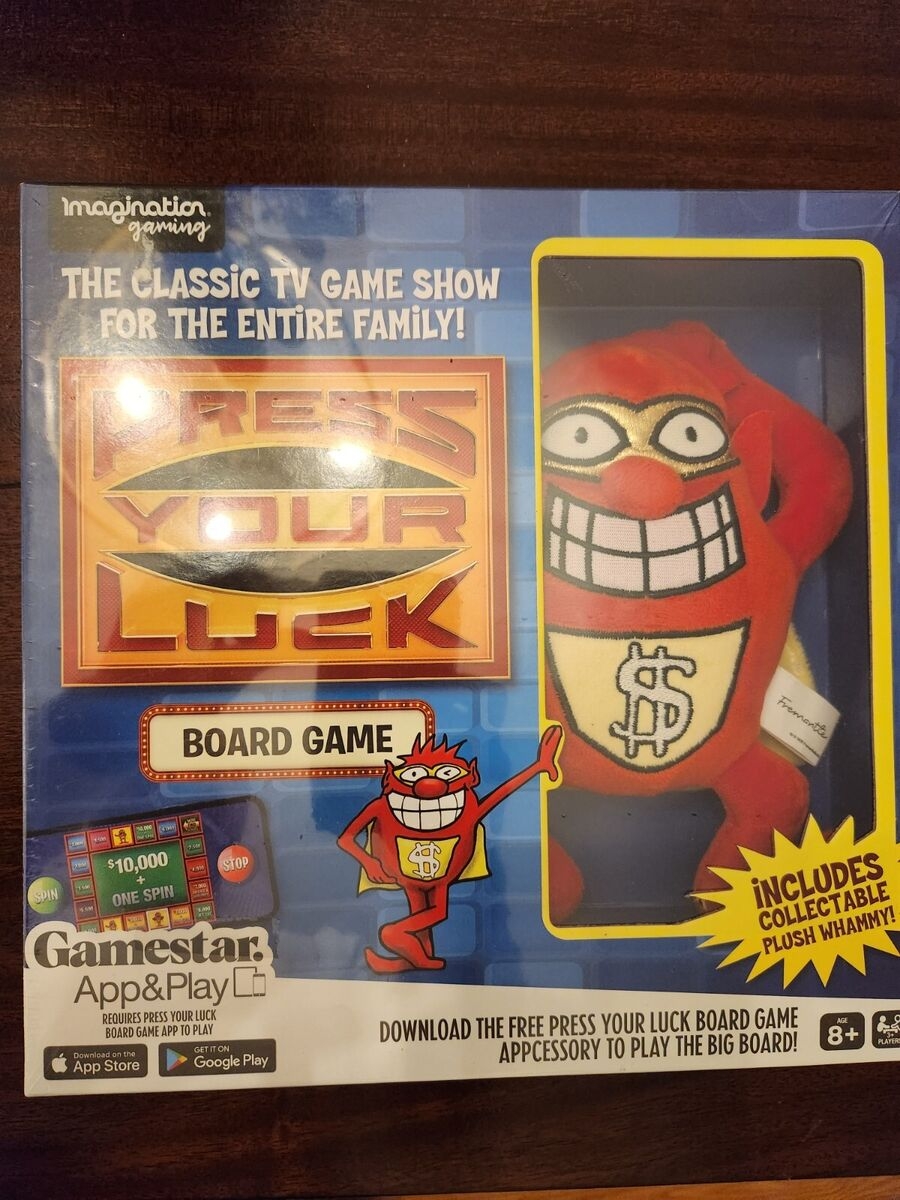 Imagination
gaming
THE CLASSiC TV GAME SHOW
FOR THE ENTiRE FAMiLY!
PRESS
YOUR
LUCK
BOARD GAME
$
$
Fremantle
$10,000
+
ONE SPIN
SPIN
STOP
iNCLUDES
COLLECTABLE
PLUSH WHAMMY!
Gamestar.
App&Play
REQUIRES PRESS YOUR LUCK
BOARD GAME APP TO PLAY
Download on the
App Store
GET IT ON
Google Play
DOWNLOAD THE FREE PRESS YOUR LUCK BOARD GAME
APPCESSORY TO PLAY THE BIG BOARD!
AGE
8+